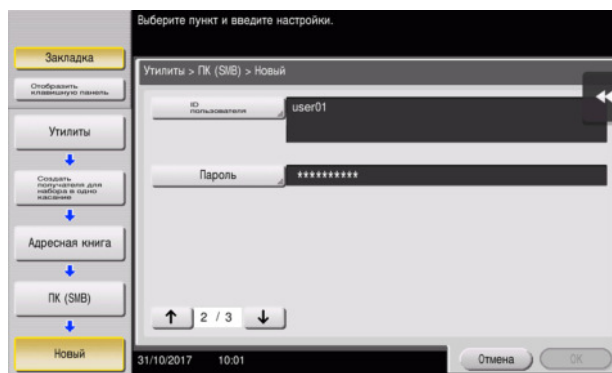 Выберите пункт и введите настройки.
Закладка
Отобразить
клавишную панель
Утилиты
Создать
получателя для
набора в одно
касание
Адресная книга
ПК (SMB)
Новый
Утилиты > ПК (SMB) > Новый
ID
пользователя
user01
Пароль
**********
2 / 3
31/10/2017 10:01
Отмена
OK